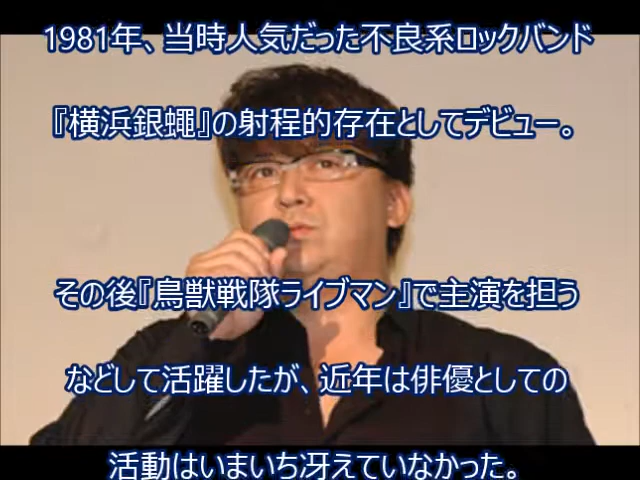 1981年、当時人気だった不良系ロックバンド
『横浜銀蠅』の射程的存在としてデビュー。
その後『鳥獣戦隊ライブマン』で主演を担う
などして活躍したが、近年は俳優としての
活動はいまいち冴えていなかった。